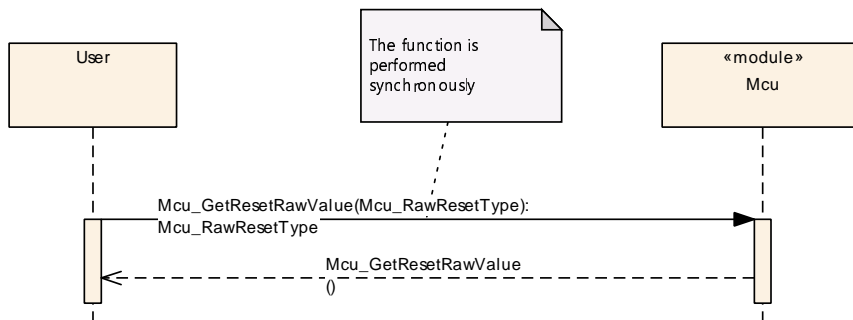 User
The function is
performed
synchronously
«module»
Mcu
Mcu_GetResetRawValue(Mcu_RawResetType):
Mcu_RawResetType
Mcu_GetResetRawValue
()